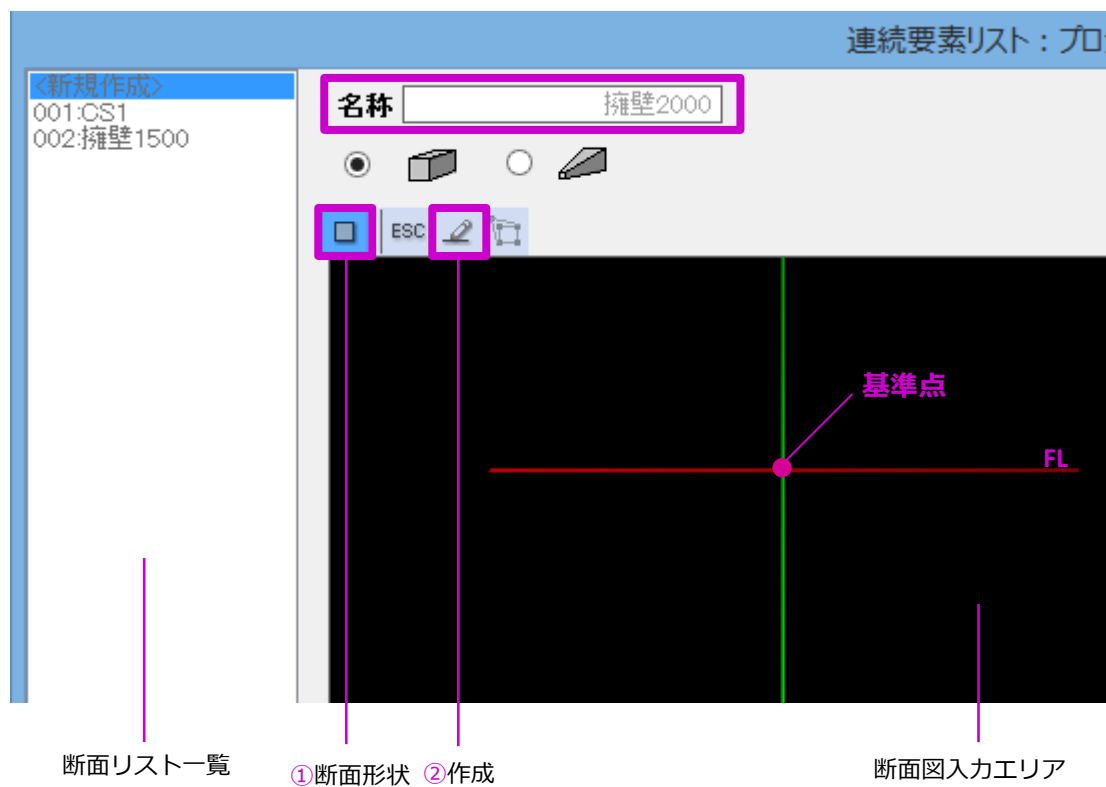 連続要素リスト：プロ
<新規作成>
001:CS1
002:擁壁1500
名称
擁壁2000
ESC
基準点
FL
断面リスト一覧
①断面形状
②作成
断面図入力エリア